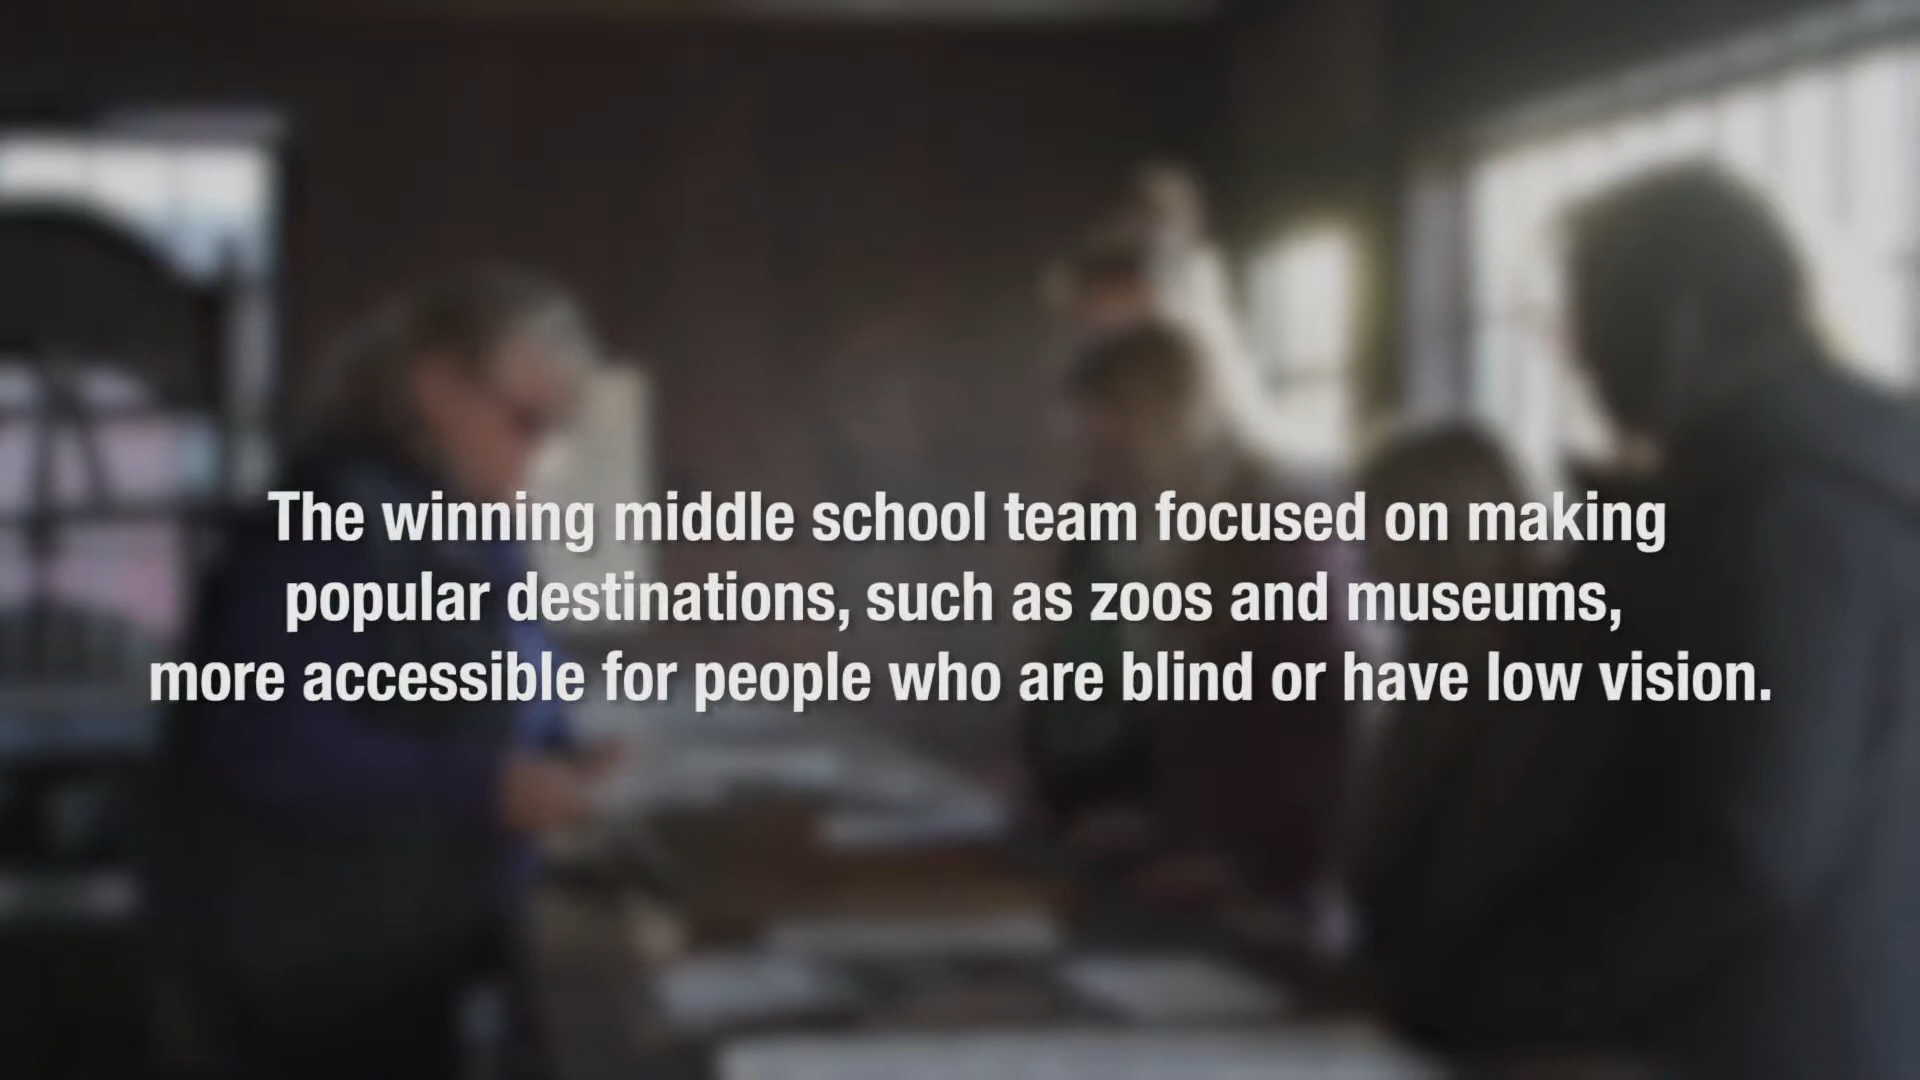 The winning middle school team focused on making
popular destinations, such as zoos and museums,
more accessible for people who are blind or have low vision.